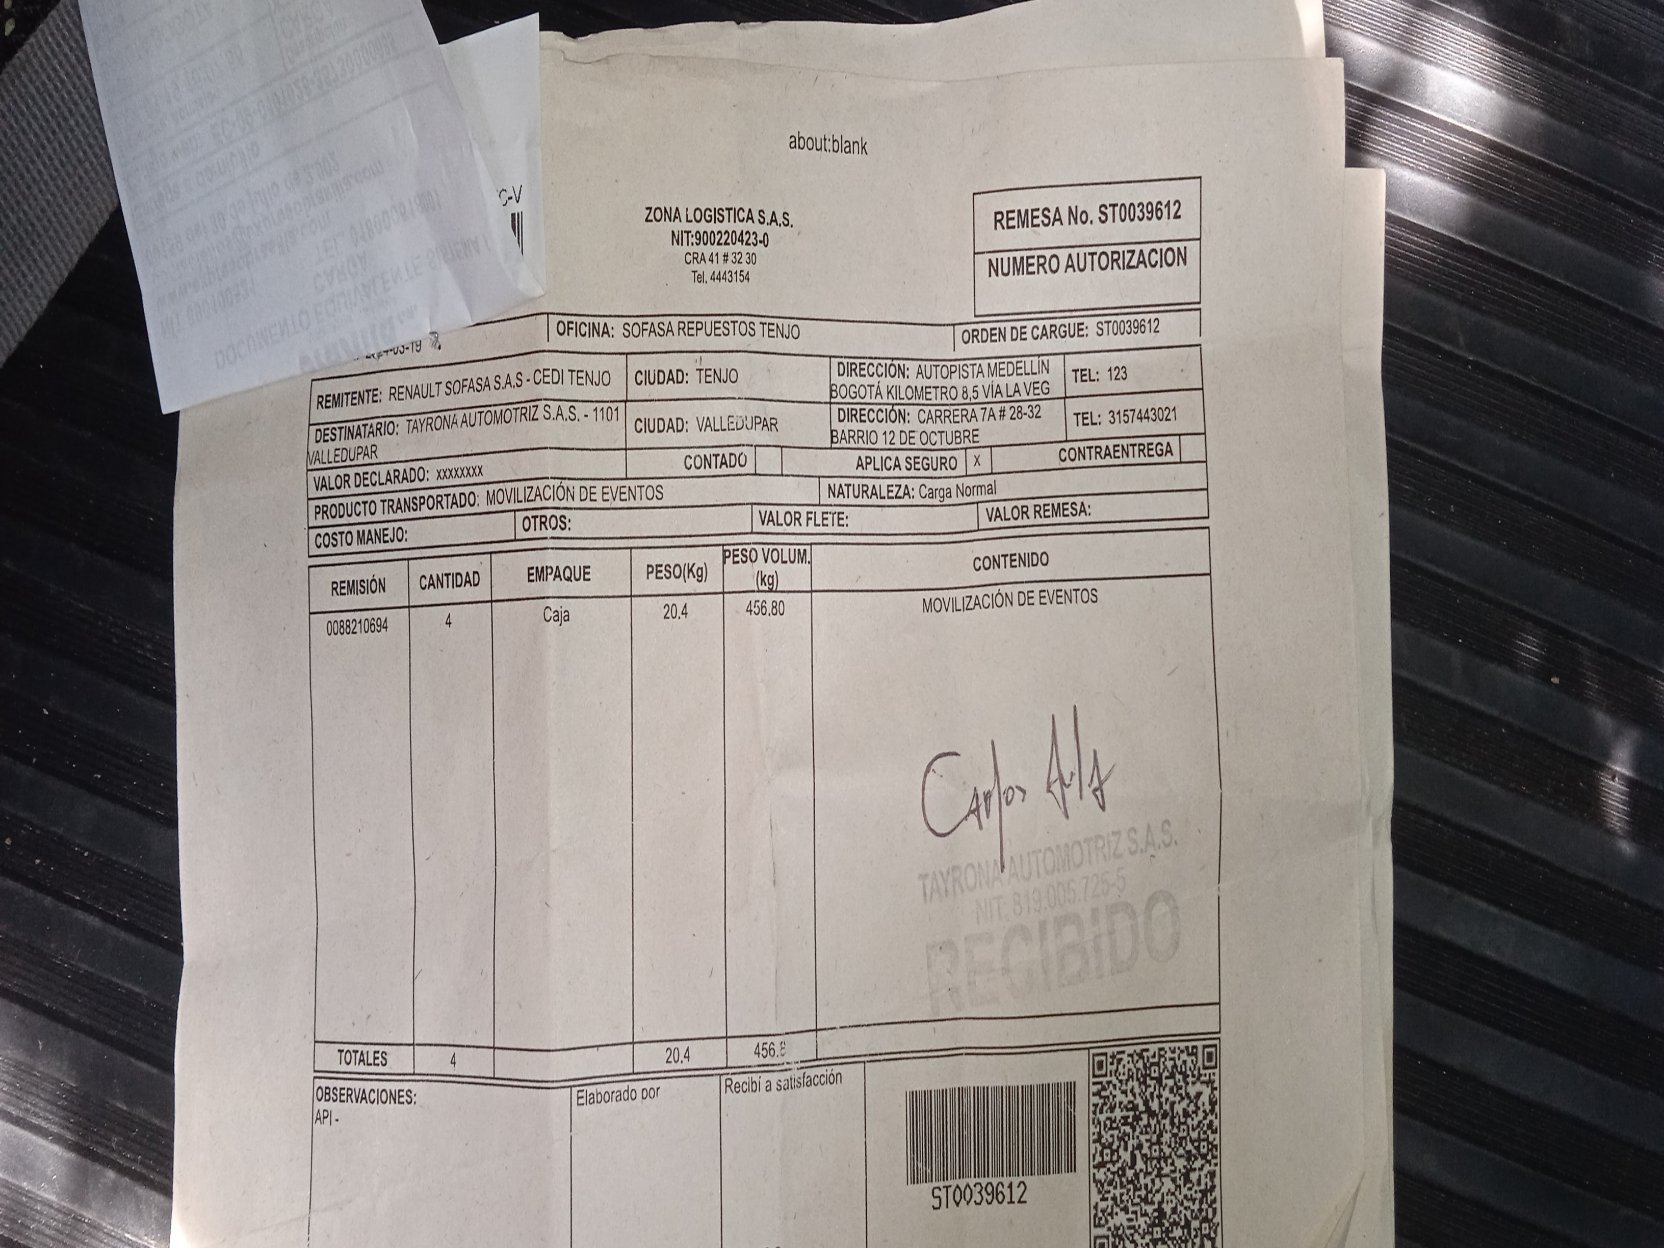 about:blank
C-V
ZONA LOGISTICA S.A.S.
NIT:900220423-0
CRA 41 # 32 30
Tel. 4443154
REMESA No. ST0039612
NUMERO AUTORIZACION
OFICINA: SOFASA REPUESTOS TENJO
ORDEN DE CARGUE: ST0039612
REMITENTE: RENAULT SOFASA S.A.S - CEDI TENJO
CIUDAD: TENJO
DIRECCIÓN: AUTOPISTA MEDELLÍN
BOGOTÁ KILOMETRO 8,5 VÍA LA VEG
TEL: 123
DESTINATARIO: TAYRONA AUTOMOTRIZ S.A.S. - 1101
VALLEDUPAR
CIUDAD: VALLEDUPAR
DIRECCIÓN: CARRERA 7A # 28-32
BARRIO 12 DE OCTUBRE
TEL: 3157443021
VALOR DECLARADO: xxxxxxxx
CONTADO
APLICA SEGURO X
CONTRAENTREGA
PRODUCTO TRANSPORTADO: MOVILIZACIÓN DE EVENTOS
NATURALEZA: Carga Normal
COSTO MANEJO:
OTROS:
VALOR FLETE:
VALOR REMESA:
REMISIÓN CANTIDAD EMPAQUE PESO(Kg) PESO VOLUM. (kg) CONTENIDO
0088210694 4 Caja 20,4 456,80 MOVILIZACIÓN DE EVENTOS
Carlos
TAYRONA AUTOMOTRIZ S.A.S.
NIT. 819.005.725-5
RECIBIDO
TOTALES 4 20.4 456.8
OBSERVACIONES:
API -
Elaborado por
Recibí a satisfacción
ST0039612